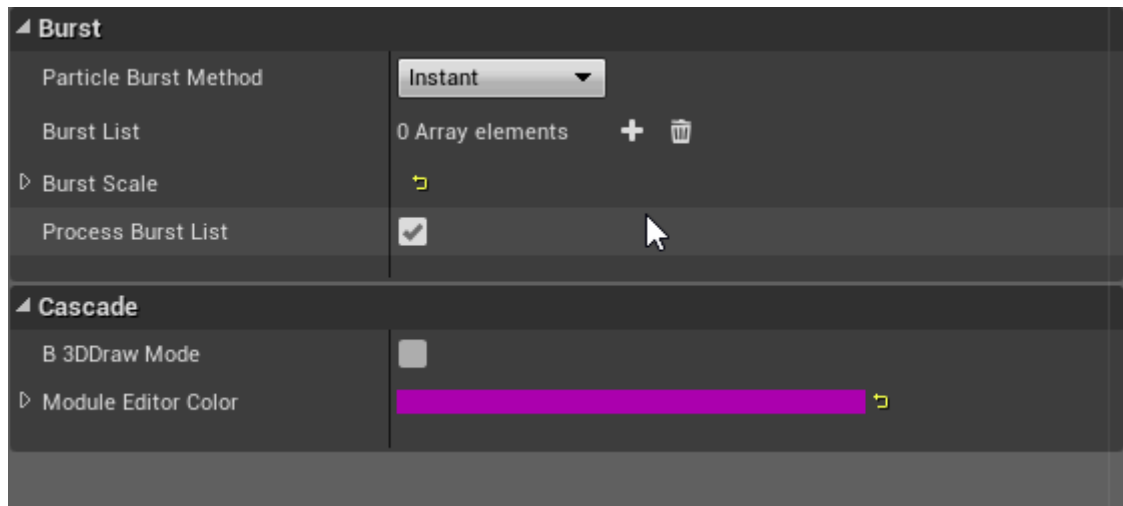 Burst
Particle Burst Method Instant
Burst List 0 Array elements
Burst Scale
Process Burst List
Cascade
B 3DDraw Mode
Module Editor Color